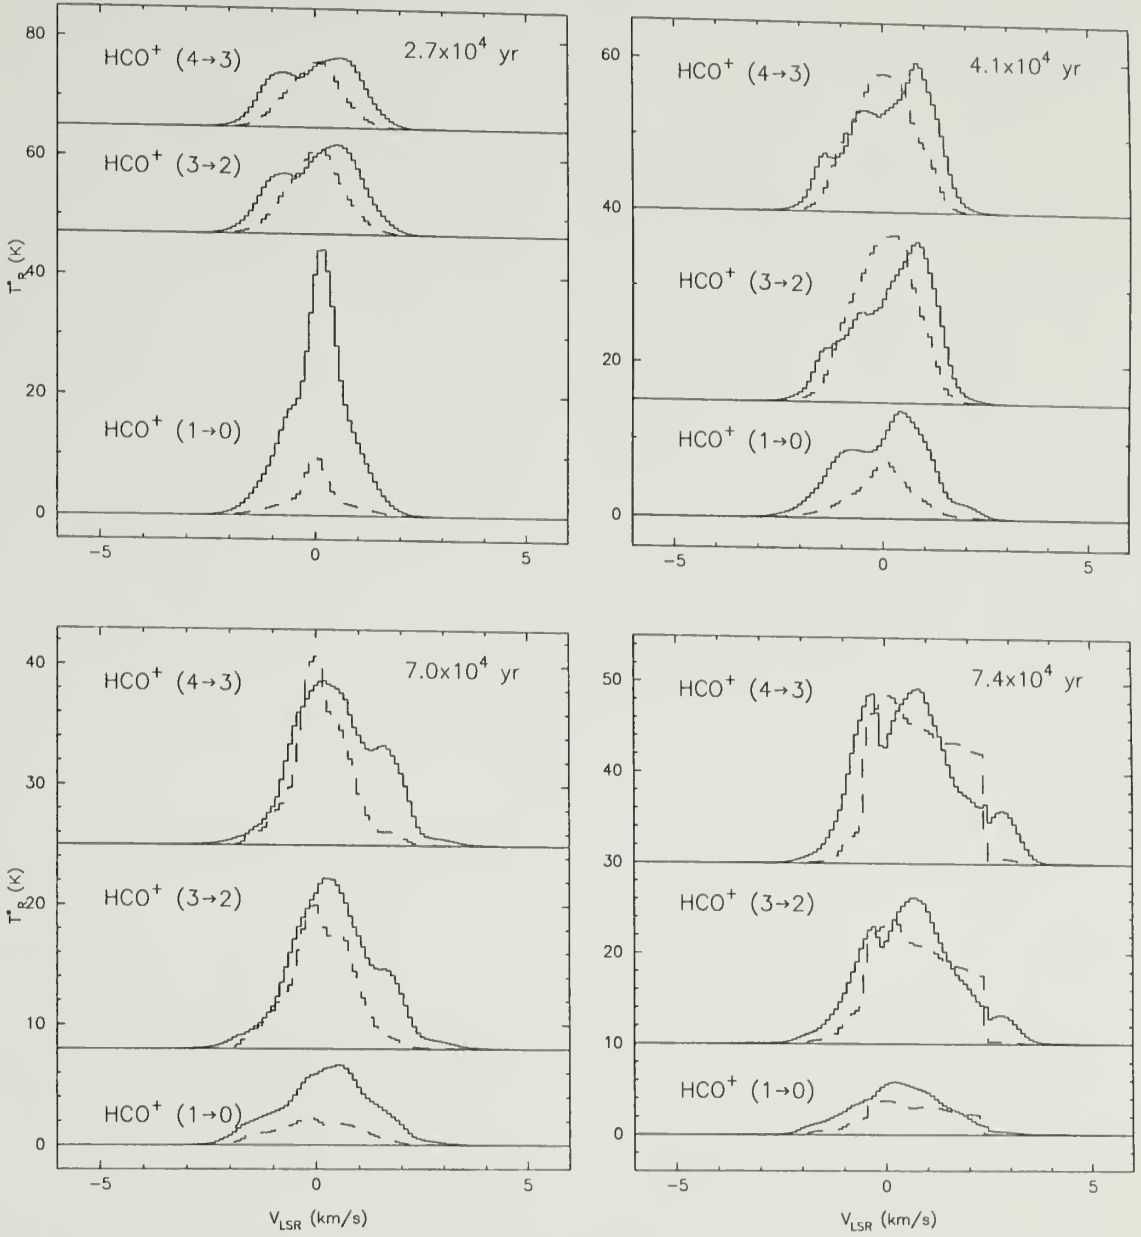 80
60
40
20
0
T*R (K)
HCO+ (4→3)
2.7x10⁴ yr
HCO+ (3→2)
HCO+ (1→0)
−5
0
5
60
40
20
0
HCO+ (4→3)
4.1x10⁴ yr
HCO+ (3→2)
HCO+ (1→0)
−5
0
5
40
30
20
10
0
T*R (K)
HCO+ (4→3)
7.0x10⁴ yr
HCO+ (3→2)
HCO+ (1→0)
−5
0
5
VLSR (km/s)
50
40
30
20
10
0
HCO+ (4→3)
7.4x10⁴ yr
HCO+ (3→2)
HCO+ (1→0)
−5
0
5
VLSR (km/s)